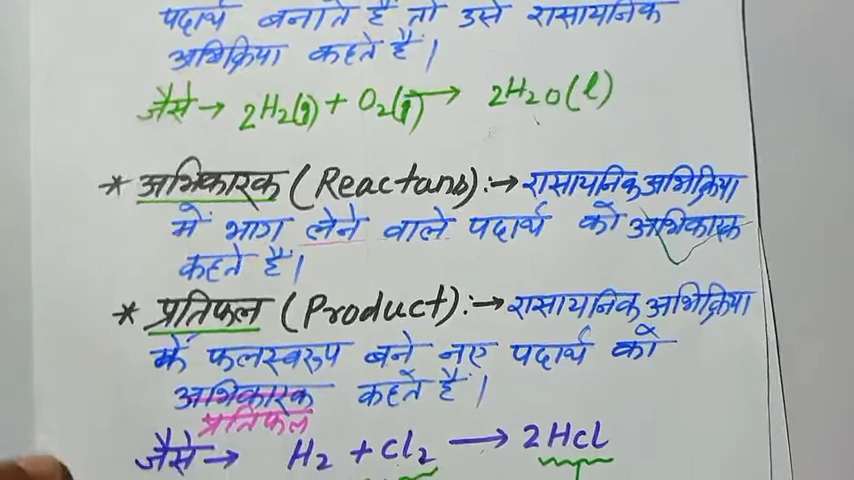 पदार्थ बनाते हैं तो उसे रासायनिक
अभिक्रिया कहते हैं।
जैसे → 2H₂(g) + O₂(g) → 2H₂O(l)
* अभिकारक (Reactans) :→ रासायनिक अभिक्रिया
में भाग लेने वाले पदार्थ को अभिकारक
कहते हैं।
* प्रतिफल (Product) :→ रासायनिक अभिक्रिया
के फलस्वरुप बने नए पदार्थ को
अभिकारक कहते है।
प्रतिफल
जैसे → H₂ + Cl₂ → 2HCl